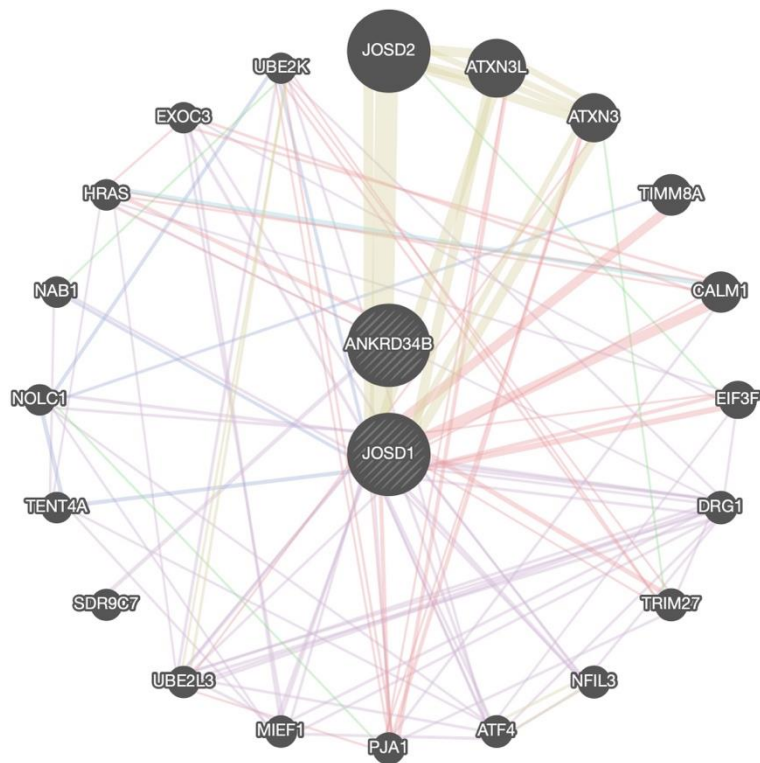 JOSD2
UBE2K
ATXN3L
EXOC3
ATXN3
HRAS
TIMM8A
NAB1
CALM1
ANKRD34B
NOLC1
EIF3F
JOSD1
TENT4A
DRG1
SDR9C7
TRIM27
UBE2L3
NFIL3
MIEF1
ATF4
PJA1